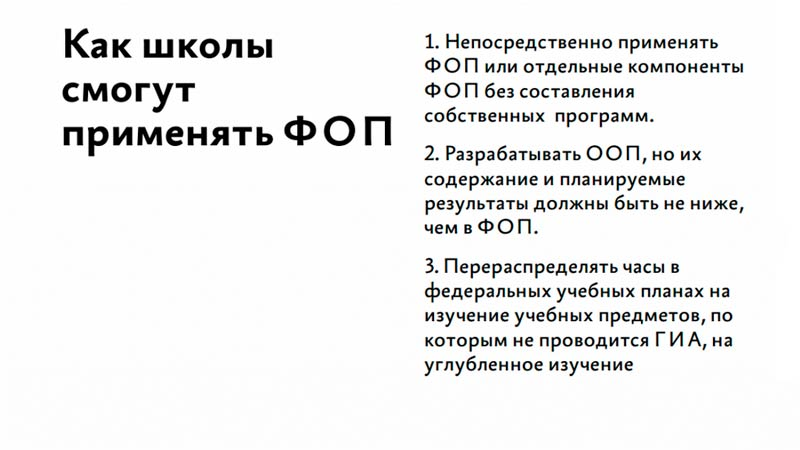 Как школы
смогут
применять ФОП
1. Непосредственно применять
ФОП или отдельные компоненты
ФОП без составления
собственных программ.
2. Разрабатывать ООП, но их
содержание и планируемые
результаты должны быть не ниже,
чем в ФОП.
3. Перераспределять часы в
федеральных учебных планах на
изучение учебных предметов, по
которым не проводится ГИА, на
углубленное изучение